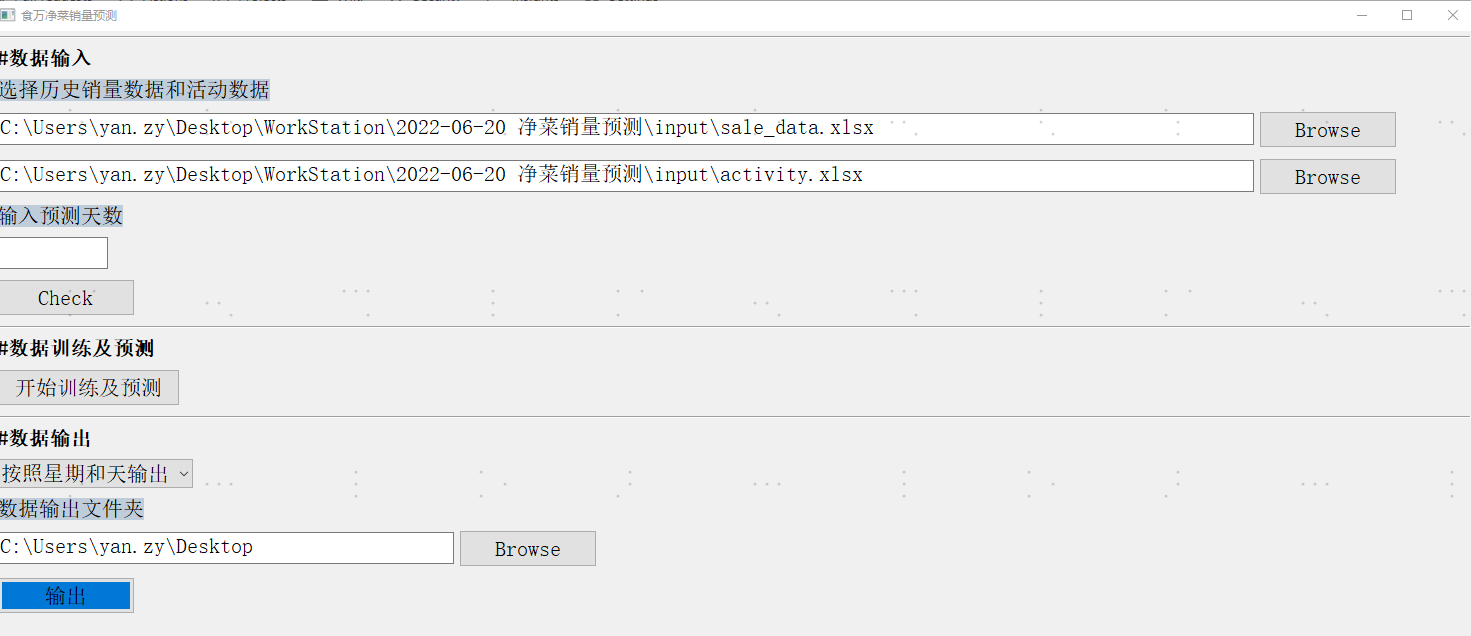 食万净菜销量预测
#数据输入
选择历史销量数据和活动数据
C:\Users\yan.zy\Desktop\WorkStation\2022-06-20 净菜销量预测\input\sale_data.xlsx Browse
C:\Users\yan.zy\Desktop\WorkStation\2022-06-20 净菜销量预测\input\activity.xlsx Browse
输入预测天数
Check
#数据训练及预测
开始训练及预测
#数据输出
按照星期和天输出
数据输出文件夹
C:\Users\yan.zy\Desktop Browse
输出